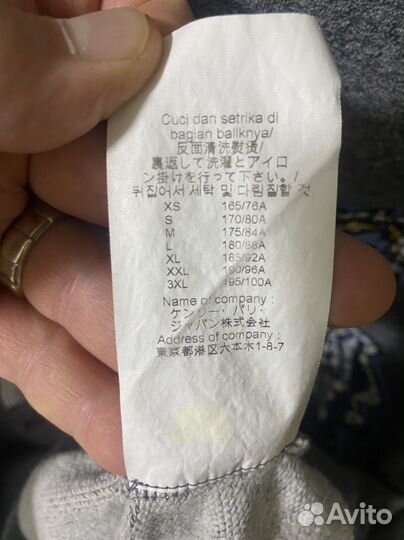 Cuci dan setrika di
bagian baliknya/
反面清洗熨烫/
裏返して洗濯とアイロ
ン掛けを行って下さい。/
뒤집어서 세탁 및 다림질할 것
XS 165/76A
S 170/80A
M 175/84A
L 180/88A
XL 185/92A
XXL 190/96A
3XL 195/100A
Name of company :
ケンゾー・パリ・
ジャパン株式会社
Address of company :
東京都港区六本木1-8-7
Avito